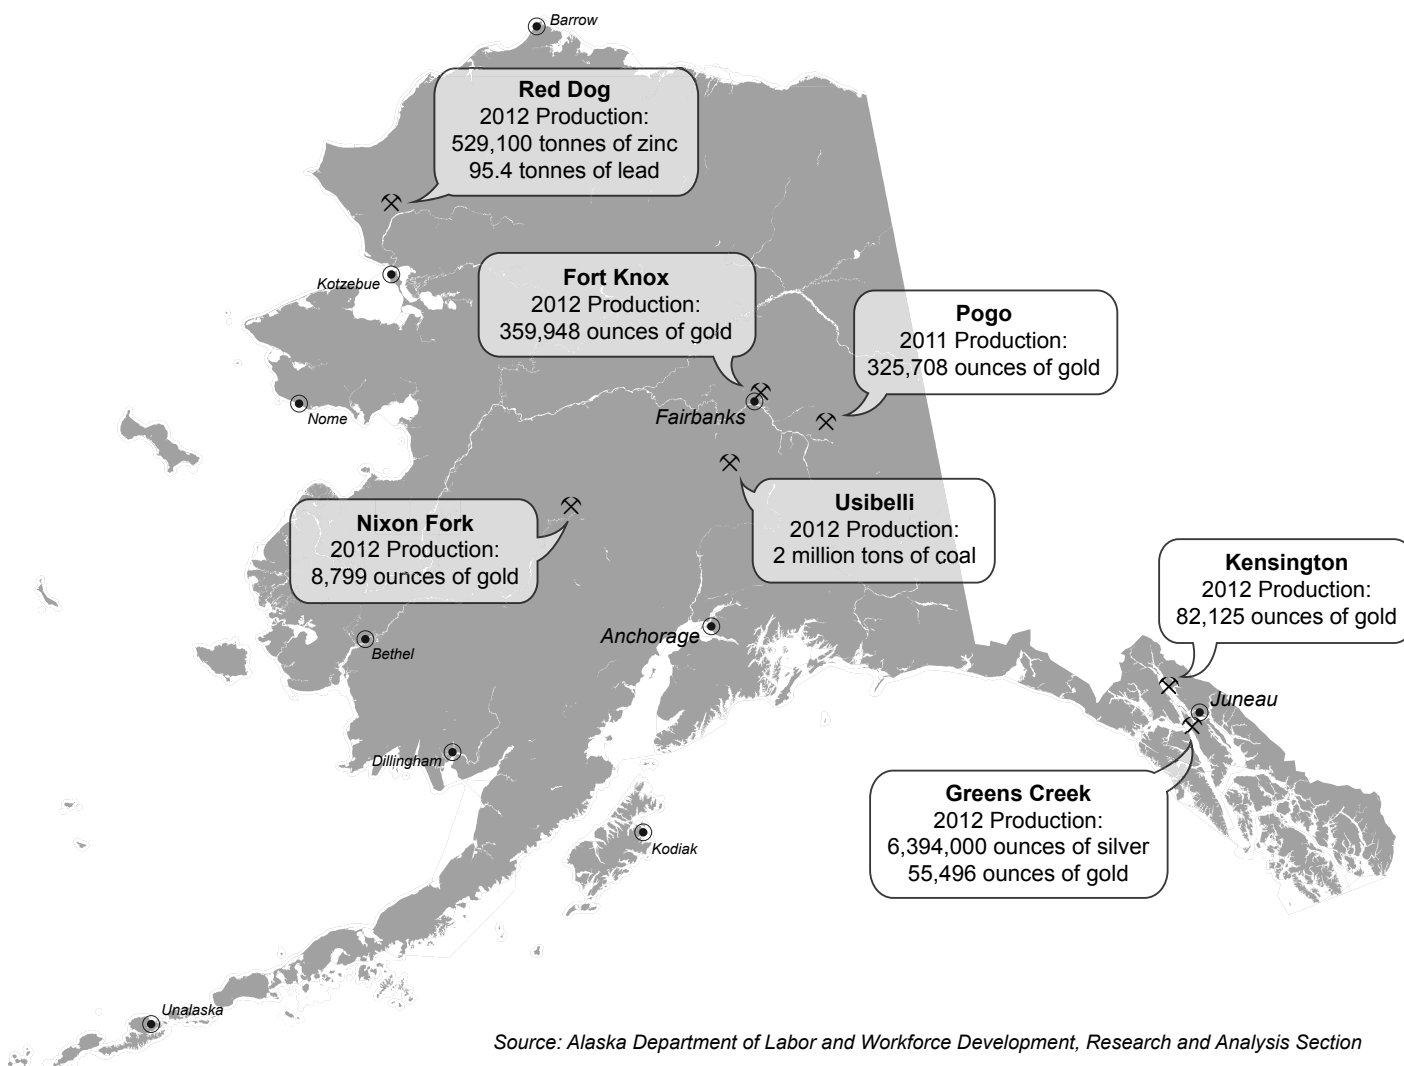 Barrow
Red Dog
2012 Production:
529,100 tonnes of zinc
95.4 tonnes of lead
Kotzebue
Fort Knox
2012 Production:
359,948 ounces of gold
Pogo
2011 Production:
325,708 ounces of gold
Nome
Fairbanks
Nixon Fork
2012 Production:
8,799 ounces of gold
Usibelli
2012 Production:
2 million tons of coal
Kensington
2012 Production:
82,125 ounces of gold
Anchorage
Bethel
Juneau
Dillingham
Greens Creek
2012 Production:
6,394,000 ounces of silver
55,496 ounces of gold
Kodiak
Unalaska
Source: Alaska Department of Labor and Workforce Development, Research and Analysis Section